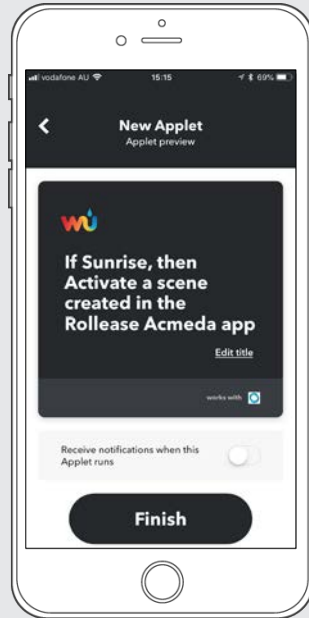 vodafone AU 15:15 69%
New Applet
Applet preview
wu
If Sunrise, then
Activate a scene
created in the
Rollease Acmeda app
Edit title
works with
Receive notifications when this
Applet runs
Finish